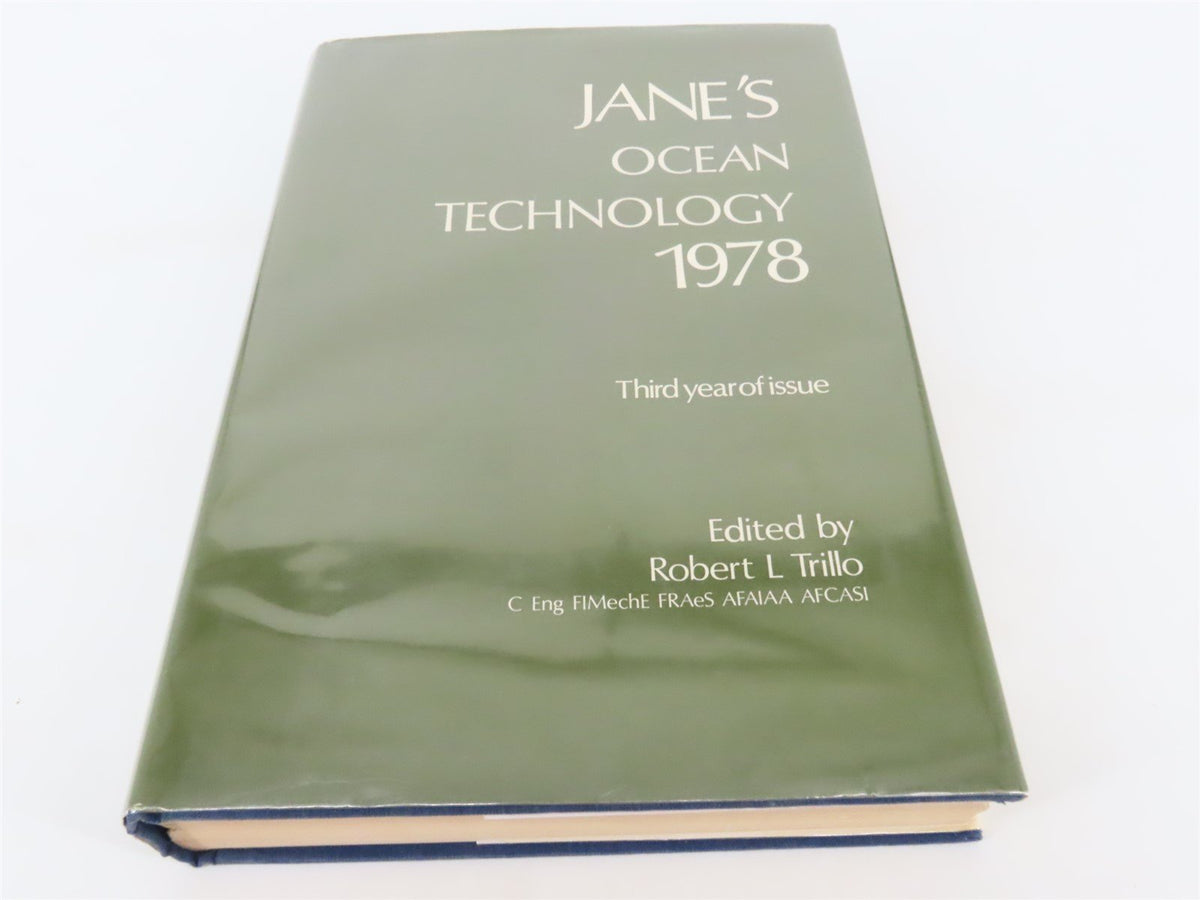 JANE'S
OCEAN
TECHNOLOGY
1978
Third year of issue
Edited by
Robert L Trillo
C Eng FIMechE FRAeS AFAIAA AFCASI